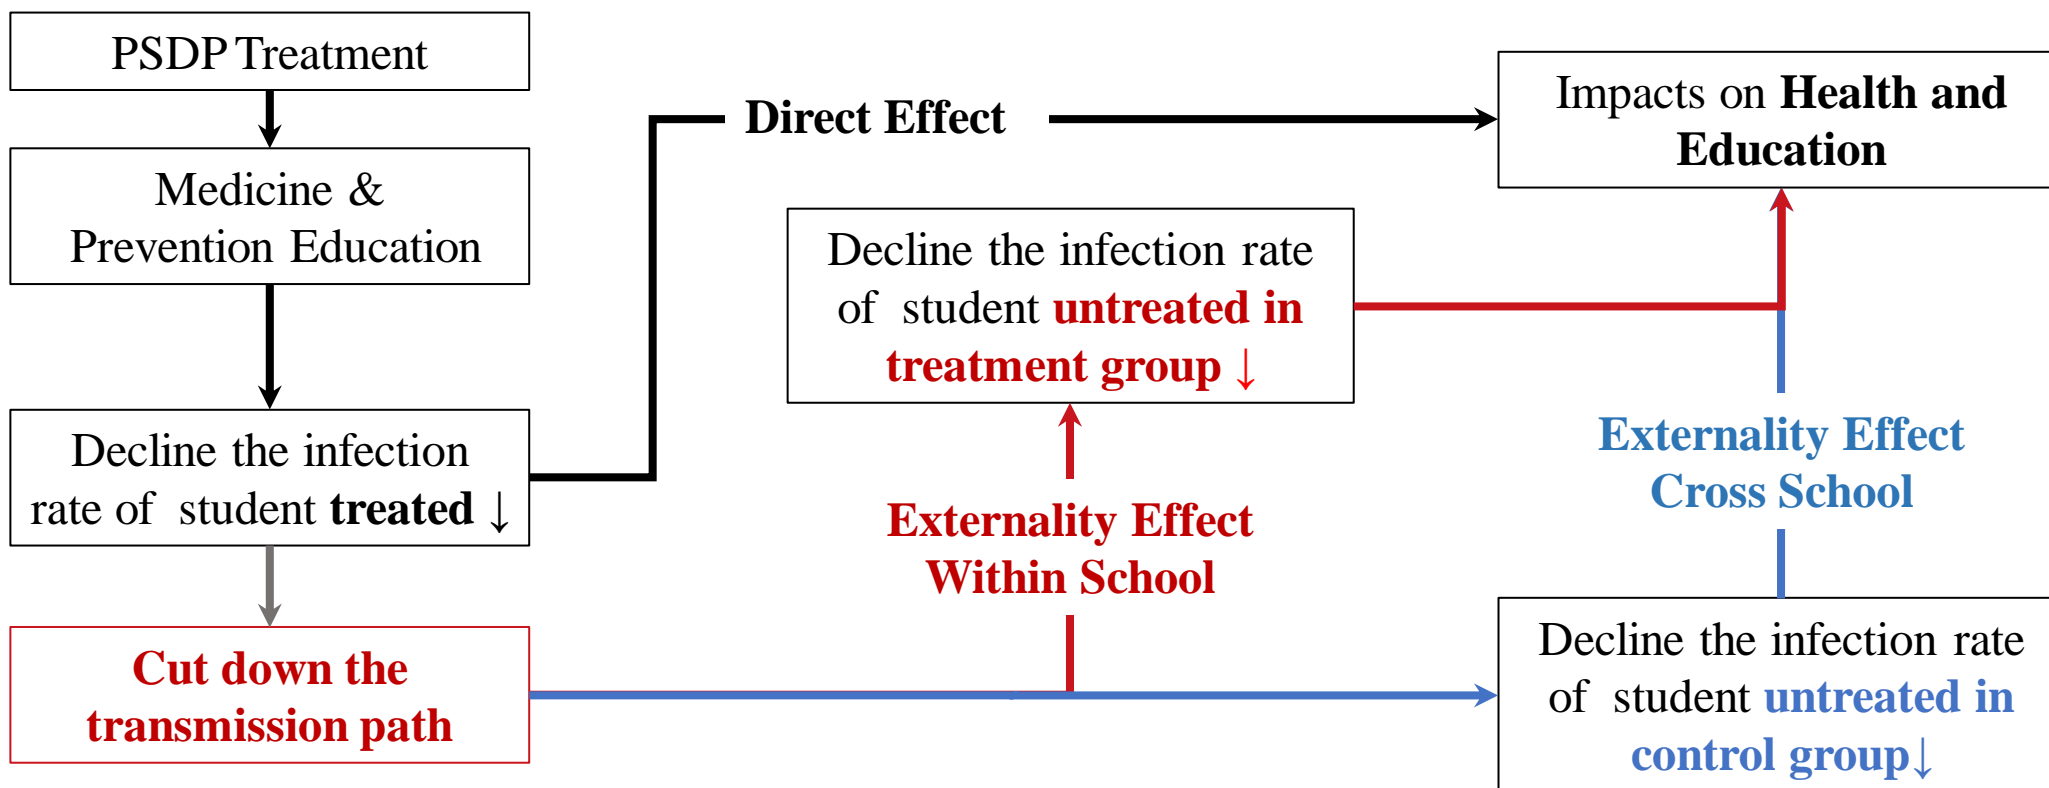 PSDP Treatment
Medicine &
Prevention Education
Decline the infection
rate of student treated ↓
Cut down the
transmission path
Direct Effect
Decline the infection rate
of student untreated in
treatment group ↓
Externality Effect
Within School
Impacts on Health and
Education
Externality Effect
Cross School
Decline the infection rate
of student untreated in
control group↓